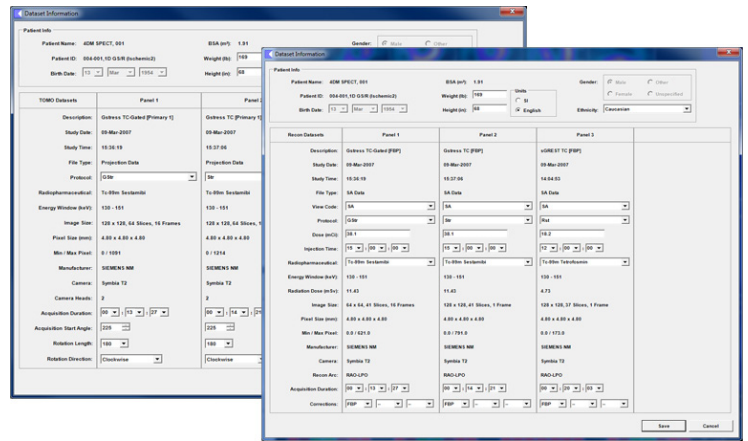 Dataset Information
Patient Info
Patient Name: 4DM SPECT, 001 BSA (m²): 1.91 Gender: Male Other
Patient ID: 004-001,1D GS/R (Ischemic2) Weight (lb): 169
Birth Date: 13 Mar 1954 Height (in): 68
TOMO Datasets Panel 1 Panel 2
Description: Gstress TC-Gated [Primary 1] Gstress TC [Primary 1]
Study Date: 09-Mar-2007 09-Mar-2007
Study Time: 15:36:19 15:37:06
File Type: Projection Data Projection Data
Protocol: GStr Str
Radiopharmaceutical: Tc-99m Sestamibi Tc-99m Sestamibi
Energy Window (keV): 130 - 151 130 - 151
Image Size: 128 x 128, 64 Slices, 16 Frames 128 x 128, 64 Slices, 1
Pixel Size (mm): 4.80 x 4.80 x 4.80 4.80 x 4.80 x 4.80
Min / Max Pixel: 0 / 1091 0 / 1214
Manufacturer: SIEMENS NM SIEMENS NM
Camera: Symbia T2 Symbia T2
Camera Heads: 2 2
Acquisition Duration: 00 : 13 : 27 00 : 14 : 21
Acquisition Start Angle: 225 225
Rotation Length: 180 180
Rotation Direction: Clockwise Clockwise
Dataset Information
Patient Info
Patient Name: 4DM SPECT, 001 BSA (m²): 1.91 Gender: Male Other
Patient ID: 004-001,1D GS/R (Ischemic2) Weight (lb): 169 Units SI Female Unspecified
Birth Date: 13 Mar 1954 Height (in): 68 English Ethnicity: Caucasian
Recon Datasets Panel 1 Panel 2 Panel 3
Description: Gstress TC-Gated [FBP] Gstress TC [FBP] cGREST TC [FBP]
Study Date: 09-Mar-2007 09-Mar-2007 09-Mar-2007
Study Time: 15:36:19 15:37:06 14:04:53
File Type: SA Data SA Data SA Data
View Code: SA SA SA
Protocol: GStr Str Rst
Dose (mCi): 38.1 38.1 10.2
Injection Time: 15 : 00 : 00 15 : 00 : 00 12 : 00 : 00
Radiopharmaceutical: Tc-99m Sestamibi Tc-99m Sestamibi Tc-99m Tetrofosmin
Energy Window (keV): 130 - 151 130 - 151 130 - 151
Radiation Dose (mSv): 11.43 11.43 4.73
Image Size: 64 x 64, 41 Slices, 16 Frames 128 x 128, 41 Slices, 1 Frame 128 x 128, 37 Slices, 1 Frame
Pixel Size (mm): 4.80 x 4.80 x 4.80 4.80 x 4.80 x 4.80 4.80 x 4.80 x 4.80
Min / Max Pixel: 0.0 / 621.0 0.0 / 791.0 0.0 / 173.0
Manufacturer: SIEMENS NM SIEMENS NM SIEMENS NM
Camera: Symbia T2 Symbia T2 Symbia T2
Recon Arc: RAO-LPO RAO-LPO RAO-LPO
Acquisition Duration: 00 : 13 : 27 00 : 14 : 21 00 : 20 : 03
Corrections: FBP - - FBP - - FBP - -
Save Cancel